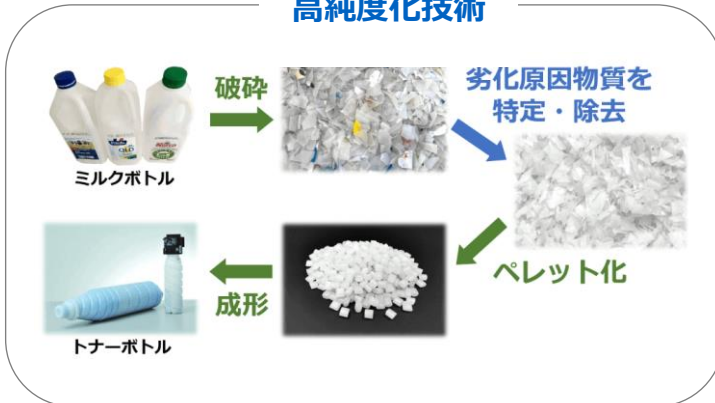 高純度化技術
破砕
劣化原因物質を
特定・除去
ミルクボトル
ペレット化
成形
トナーボトル